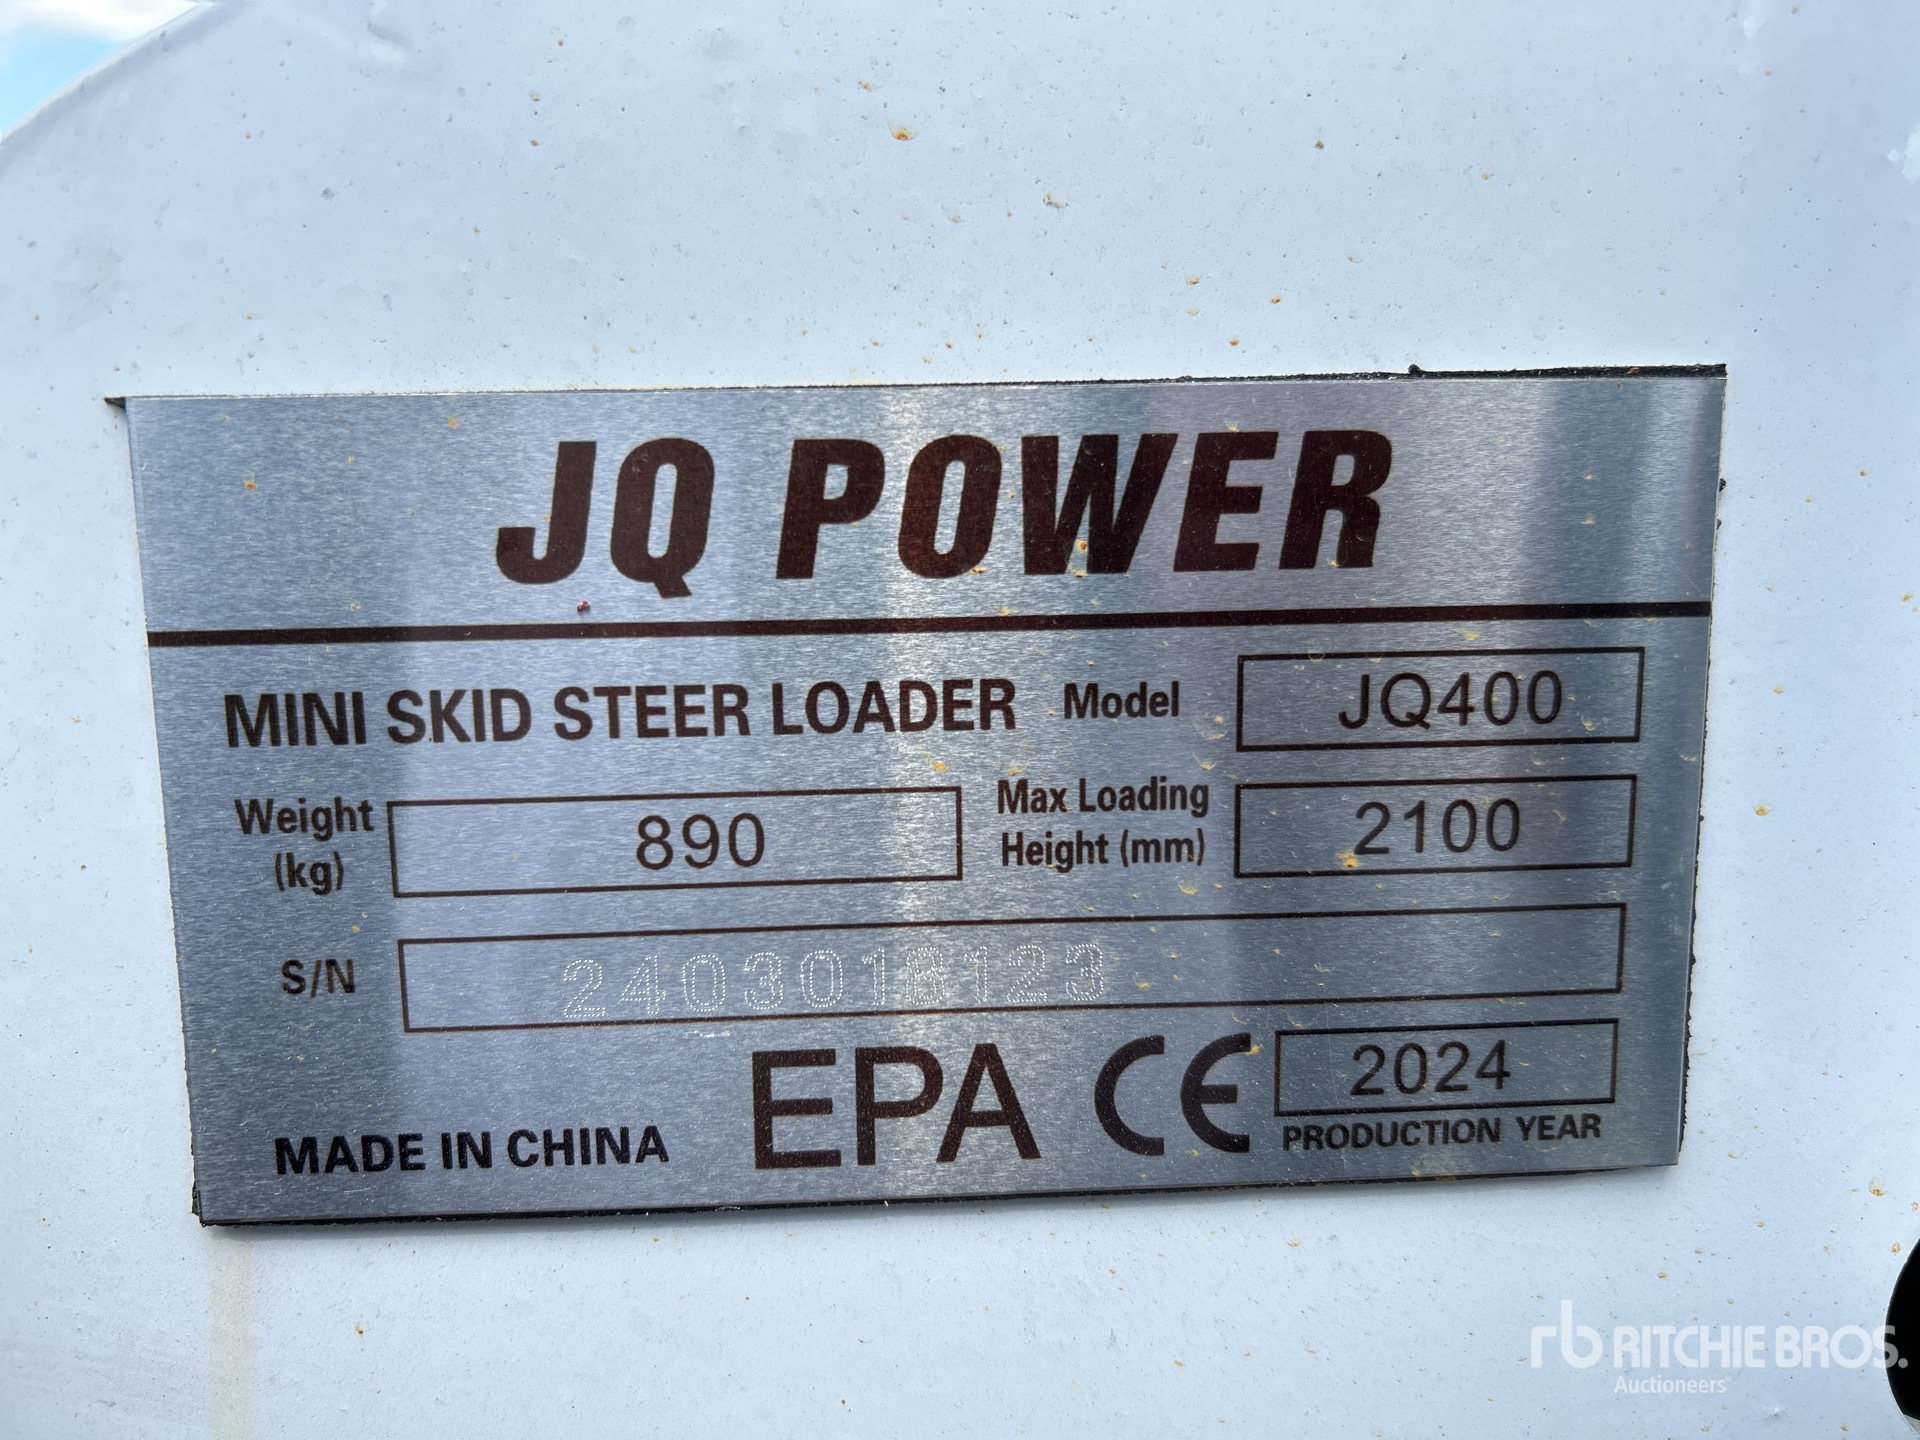 JQ POWER
MINI SKID STEER LOADER Model JQ400
Weight (kg) 890 Max Loading Height (mm) 2100
S/N 2403018123
MADE IN CHINA EPA CE 2024
PRODUCTION YEAR
rb RITCHIE BROS.
Auctioneers